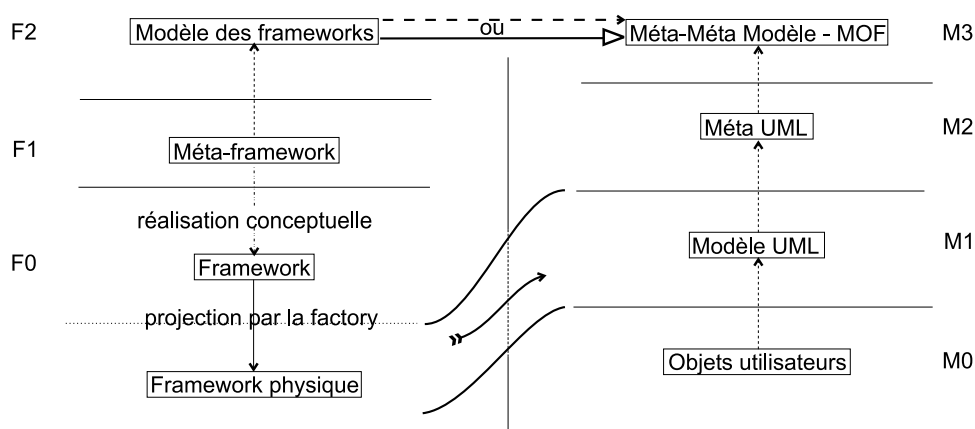 F2
Modèle des frameworks
ou
Méta-Méta Modèle - MOF
M3
F1
Méta-framework
Méta UML
M2
réalisation conceptuelle
F0
Framework
Modèle UML
M1
projection par la factory
Framework physique
Objets utilisateurs
M0